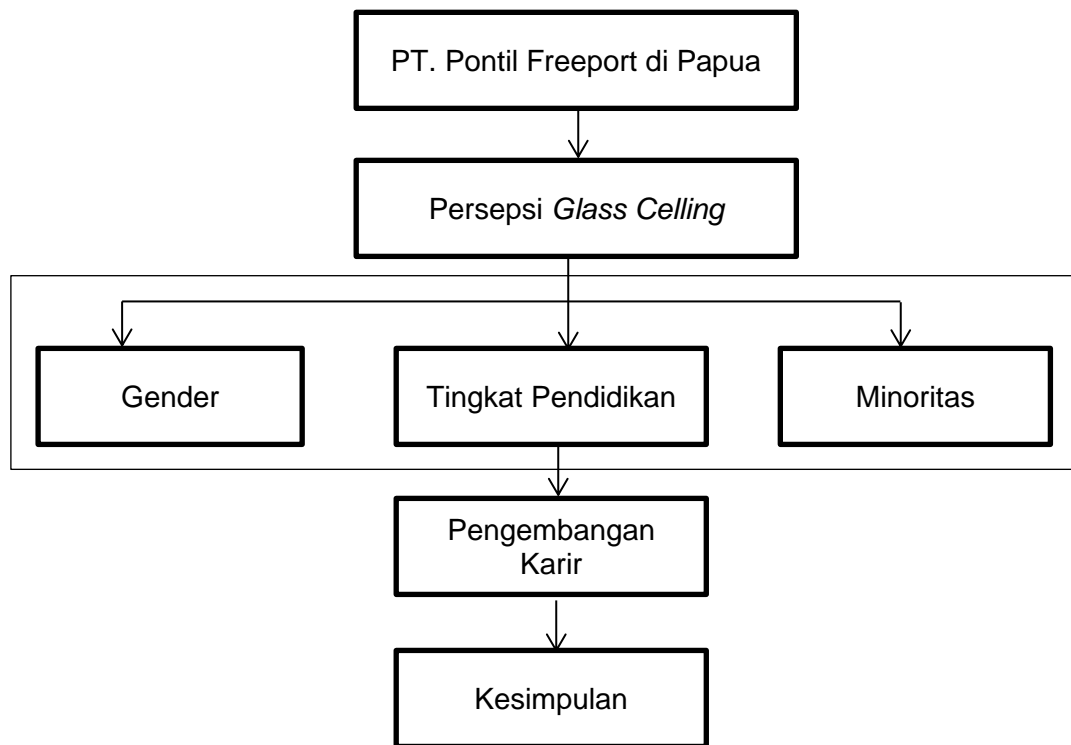 PT. Pontil Freeport di Papua
Persepsi Glass Celling
Gender
Tingkat Pendidikan
Minoritas
Pengembangan
Karir
Kesimpulan